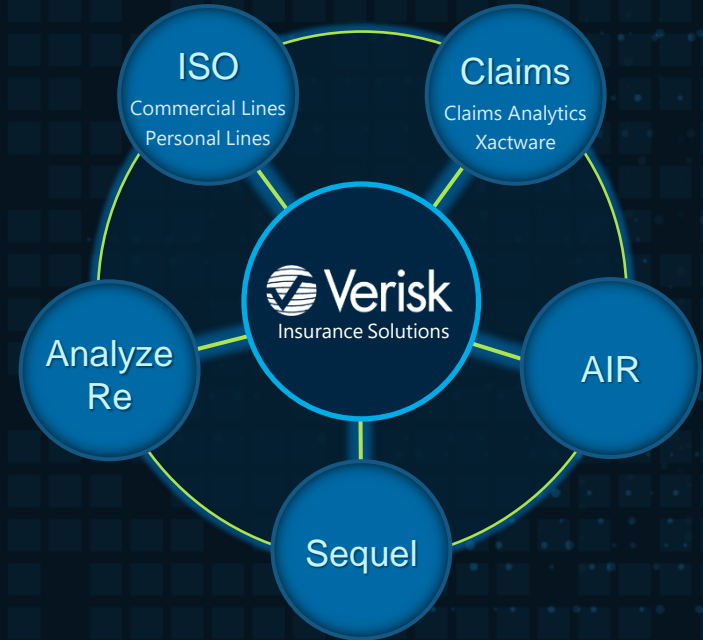 ISO
Commercial Lines
Personal Lines
Claims
Claims Analytics
Xactware
Verisk
Insurance Solutions
Analyze
Re
AIR
Sequel